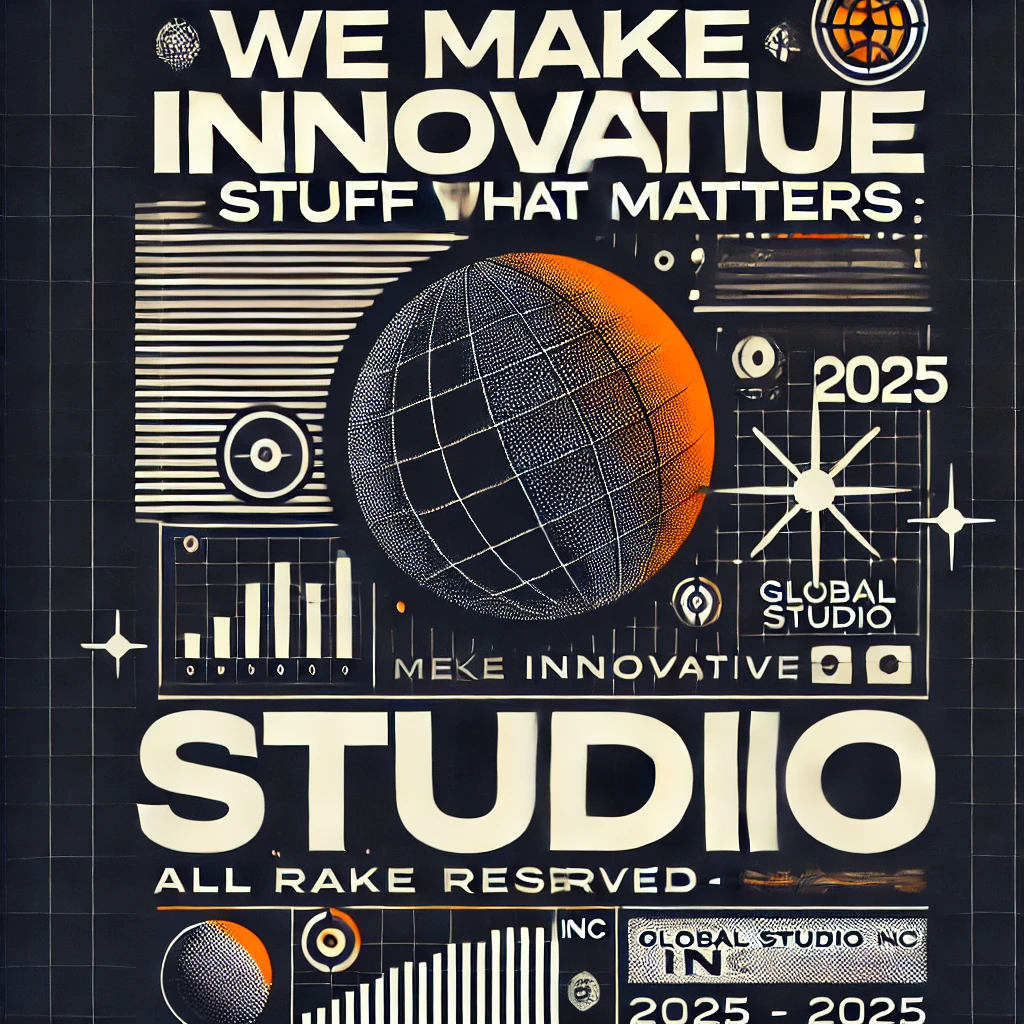 WE MAKE
INNOVATIUE
STUFF HAT MATTERS:
2025
GLOBAL
STUDIO
MEKE INNOVATIVE
STUDIIO
ALL RAKE RESERVED-
INC
OLOBAL STUDIO INC
INC
2025 - 2025